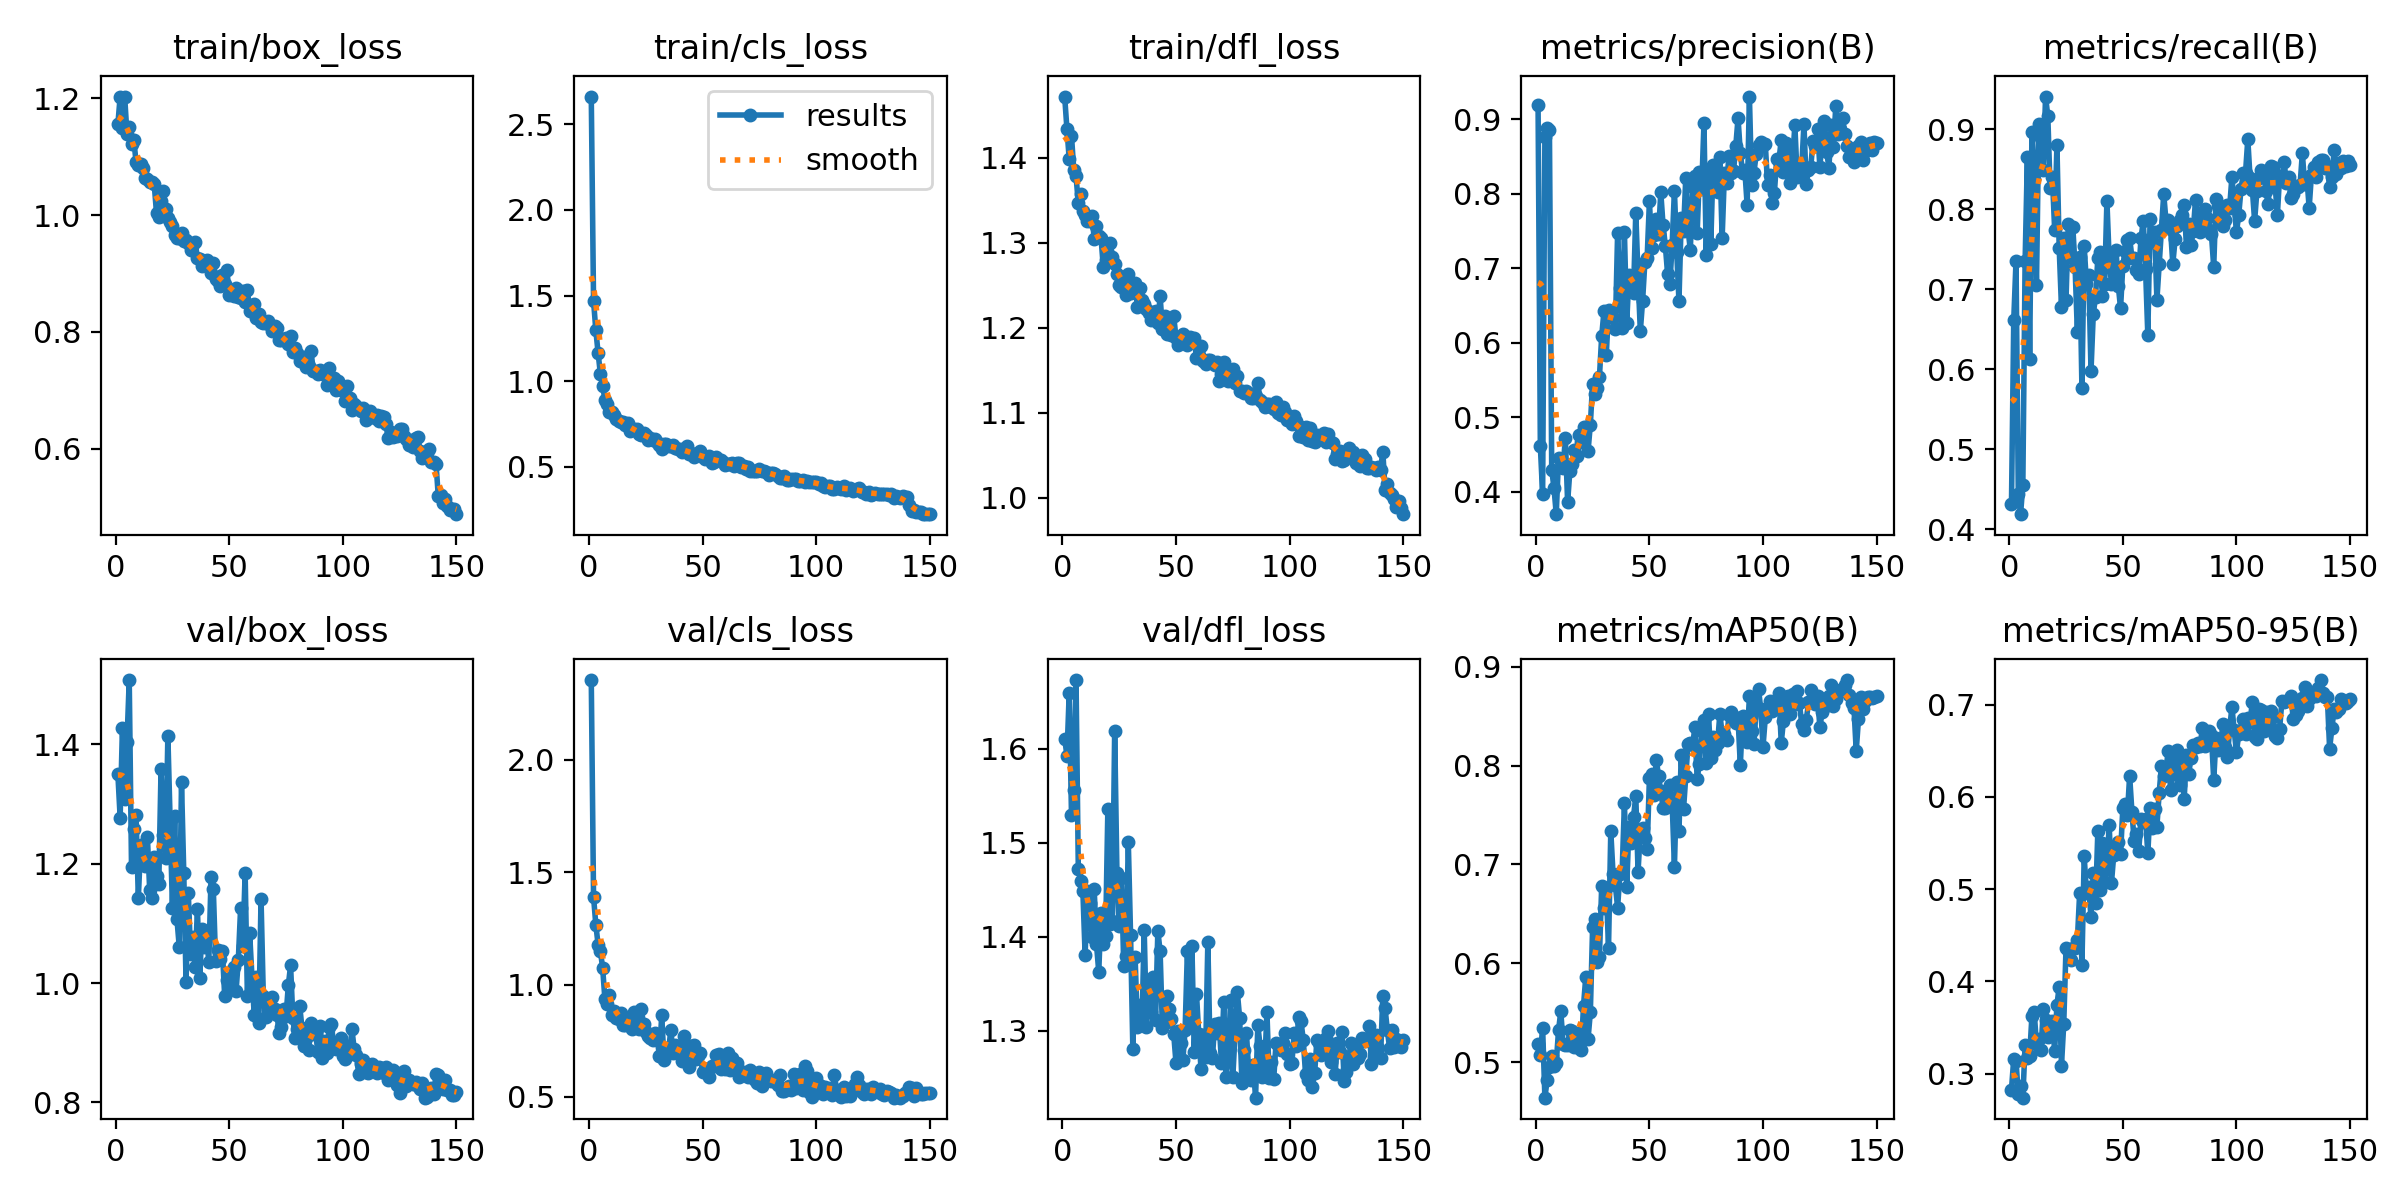 train/box_loss
1.2
1.0
0.8
0.6
0 50 100 150
train/cls_loss
results
smooth
2.5
2.0
1.5
1.0
0.5
0 50 100 150
train/dfl_loss
1.4
1.3
1.2
1.1
1.0
0 50 100 150
metrics/precision(B)
0.9
0.8
0.7
0.6
0.5
0.4
0 50 100 150
metrics/recall(B)
0.9
0.8
0.7
0.6
0.5
0.4
0 50 100 150
val/box_loss
1.4
1.2
1.0
0.8
0 50 100 150
val/cls_loss
2.0
1.5
1.0
0.5
0 50 100 150
val/dfl_loss
1.6
1.5
1.4
1.3
0 50 100 150
metrics/mAP50(B)
0.9
0.8
0.7
0.6
0.5
0 50 100 150
metrics/mAP50-95(B)
0.7
0.6
0.5
0.4
0.3
0 50 100 150